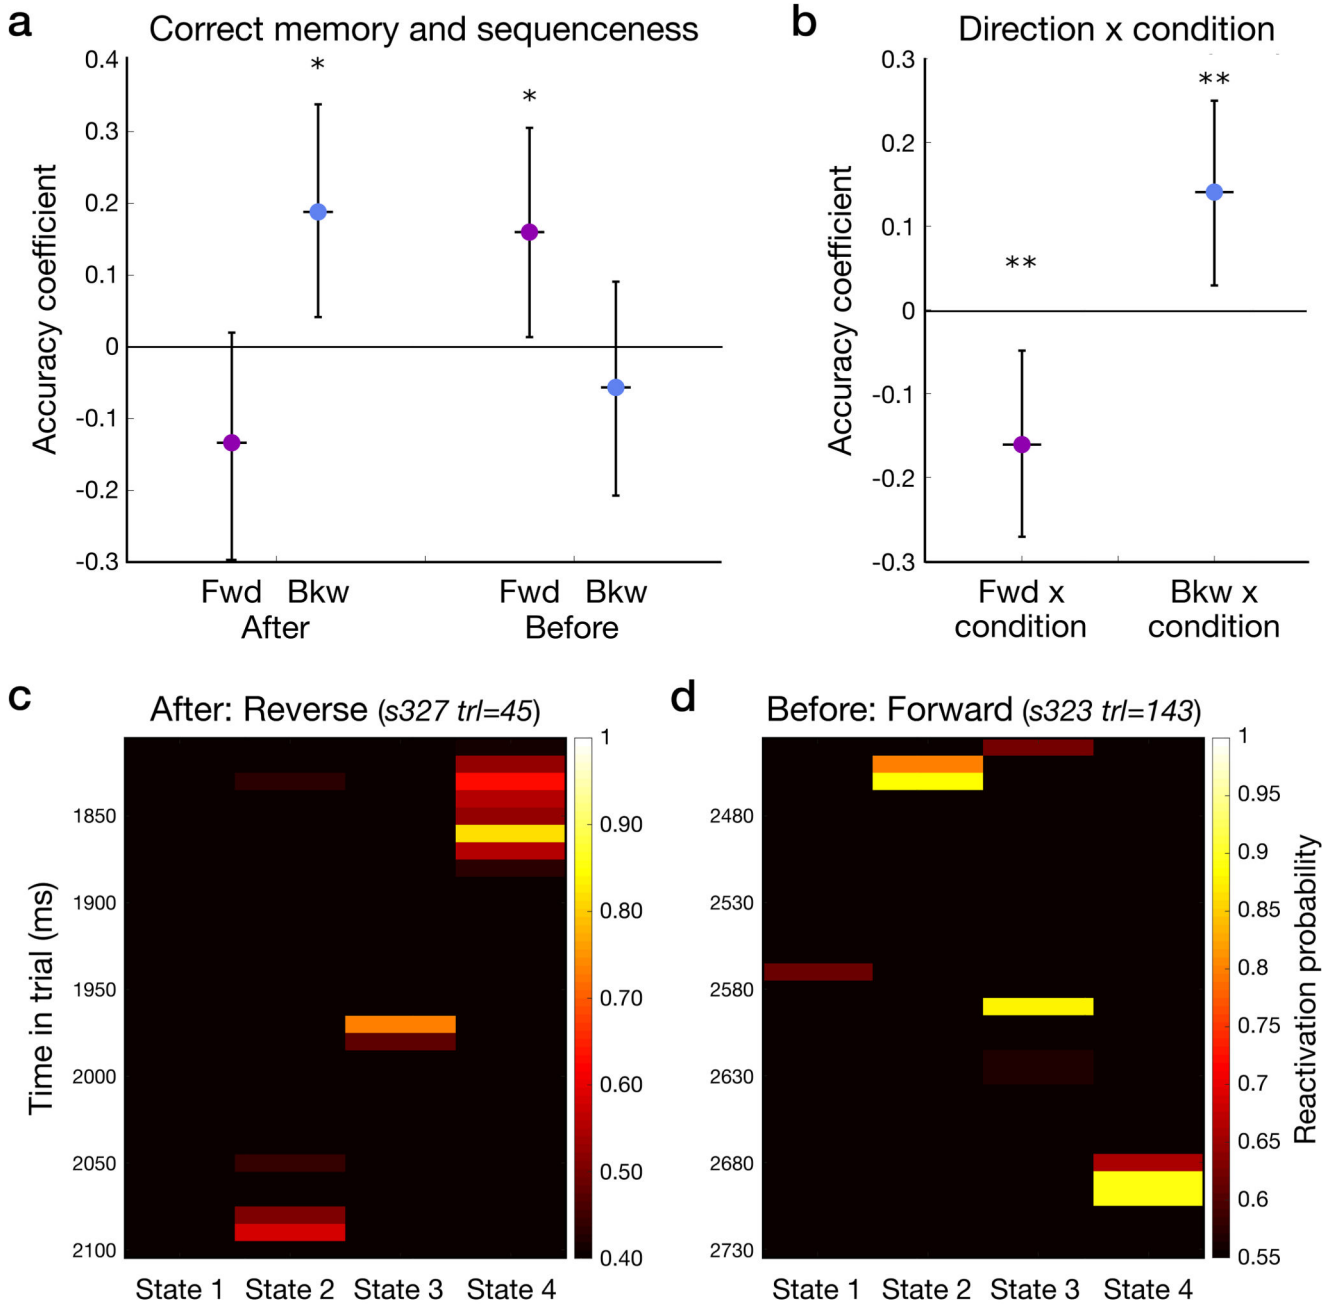 a
Correct memory and sequenceness
0.4
0.3
0.2
0.1
0
-0.1
-0.2
-0.3
Accuracy coefficient
*
*
Fwd Bkw
After
Fwd Bkw
Before
b
Direction x condition
0.3
0.2
0.1
0
-0.1
-0.2
-0.3
Accuracy coefficient
**
**
Fwd x
condition
Bkw x
condition
c
After: Reverse (s327 trl=45)
Time in trial (ms)
1850
1900
1950
2000
2050
2100
State 1 State 2 State 3 State 4
1
0.90
0.80
0.70
0.60
0.50
0.40
d
Before: Forward (s323 trl=143)
2480
2530
2580
2630
2680
2730
State 1 State 2 State 3 State 4
1
0.95
0.9
0.85
0.8
0.75
0.7
0.65
0.6
0.55
Reactivation probability